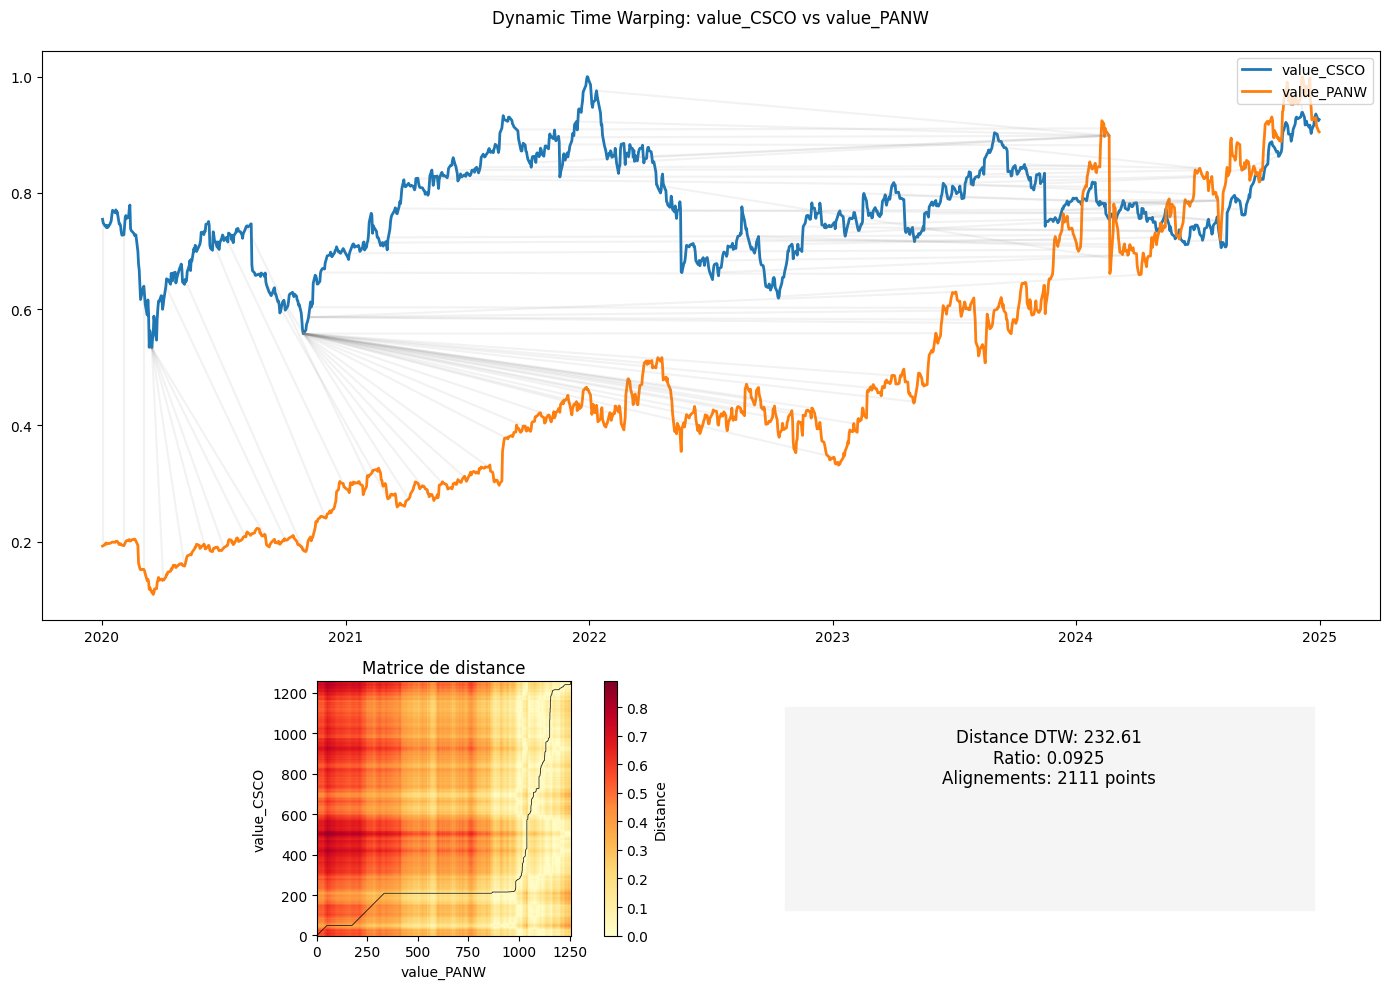 Dynamic Time Warping: value_CSCO vs value_PANW
1.0
0.8
0.6
0.4
0.2
value_CSCO
value_PANW
2020 2021 2022 2023 2024 2025
Matrice de distance
1200
1000
800
600
400
200
0
value_CSCO
0 250 500 750 1000 1250
value_PANW
0.8
0.7
0.6
0.5
0.4
0.3
0.2
0.1
0.0
Distance
Distance DTW: 232.61
Ratio: 0.0925
Alignements: 2111 points